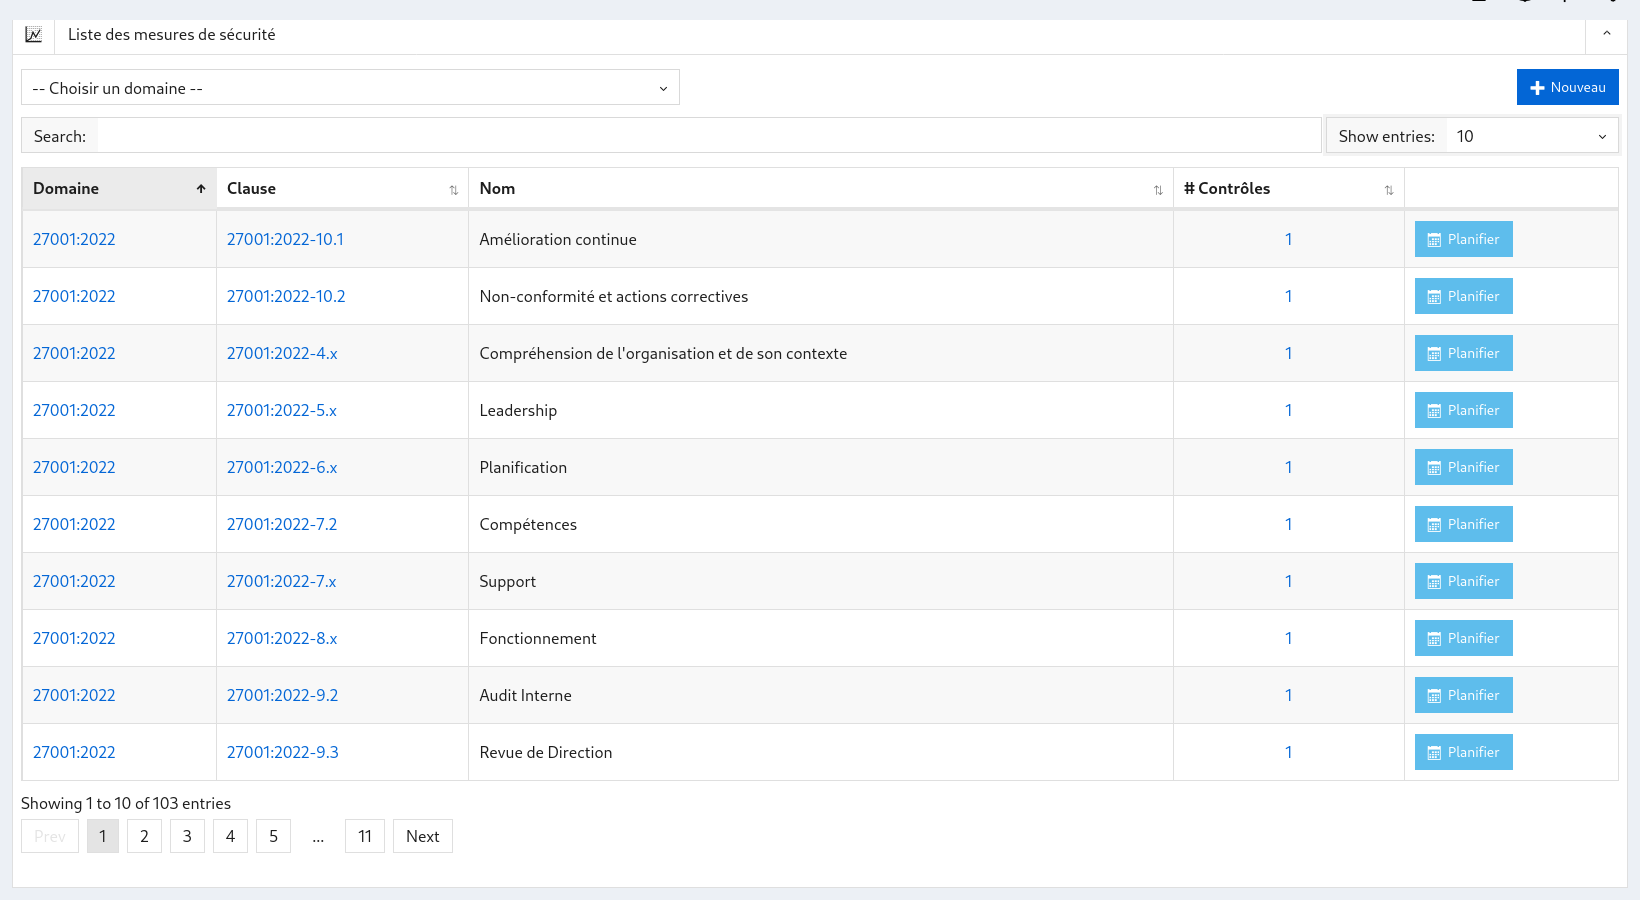 Liste des mesures de sécurité
-- Choisir un domaine --
Nouveau
Search:
Show entries: 10
Domaine Clause Nom # Contrôles
27001:2022 27001:2022-10.1 Amélioration continue 1 Planifier
27001:2022 27001:2022-10.2 Non-conformité et actions correctives 1 Planifier
27001:2022 27001:2022-4.x Compréhension de l'organisation et de son contexte 1 Planifier
27001:2022 27001:2022-5.x Leadership 1 Planifier
27001:2022 27001:2022-6.x Planification 1 Planifier
27001:2022 27001:2022-7.2 Compétences 1 Planifier
27001:2022 27001:2022-7.x Support 1 Planifier
27001:2022 27001:2022-8.x Fonctionnement 1 Planifier
27001:2022 27001:2022-9.2 Audit Interne 1 Planifier
27001:2022 27001:2022-9.3 Revue de Direction 1 Planifier
Showing 1 to 10 of 103 entries
Prev 1 2 3 4 5 ... 11 Next